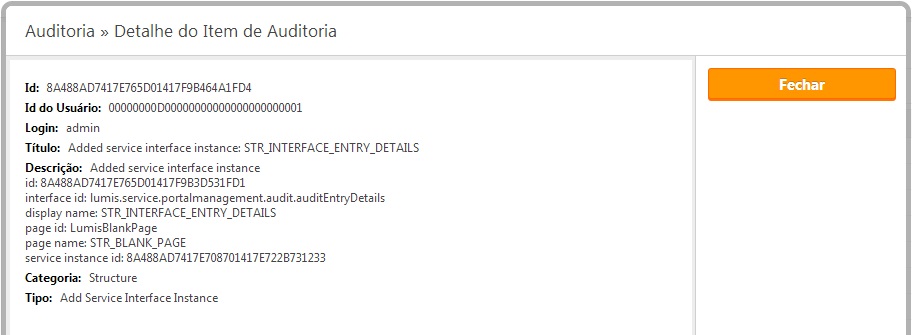 Auditoria » Detalhe do Item de Auditoria
Id: 8A488AD7417E765D01417F9B464A1FD4
Fechar
Id do Usuário: 00000000D00000000000000000000001
Login: admin
Título: Added service interface instance: STR_INTERFACE_ENTRY_DETAILS
Descrição: Added service interface instance
id: 8A488AD7417E765D01417F9B3D531FD1
interface id: lumis.service.portalmanagement.audit.auditEntryDetails
display name: STR_INTERFACE_ENTRY_DETAILS
page id: LumisBlankPage
page name: STR_BLANK_PAGE
service instance id: 8A488AD7417E708701417E722B731233
Categoria: Structure
Tipo: Add Service Interface Instance